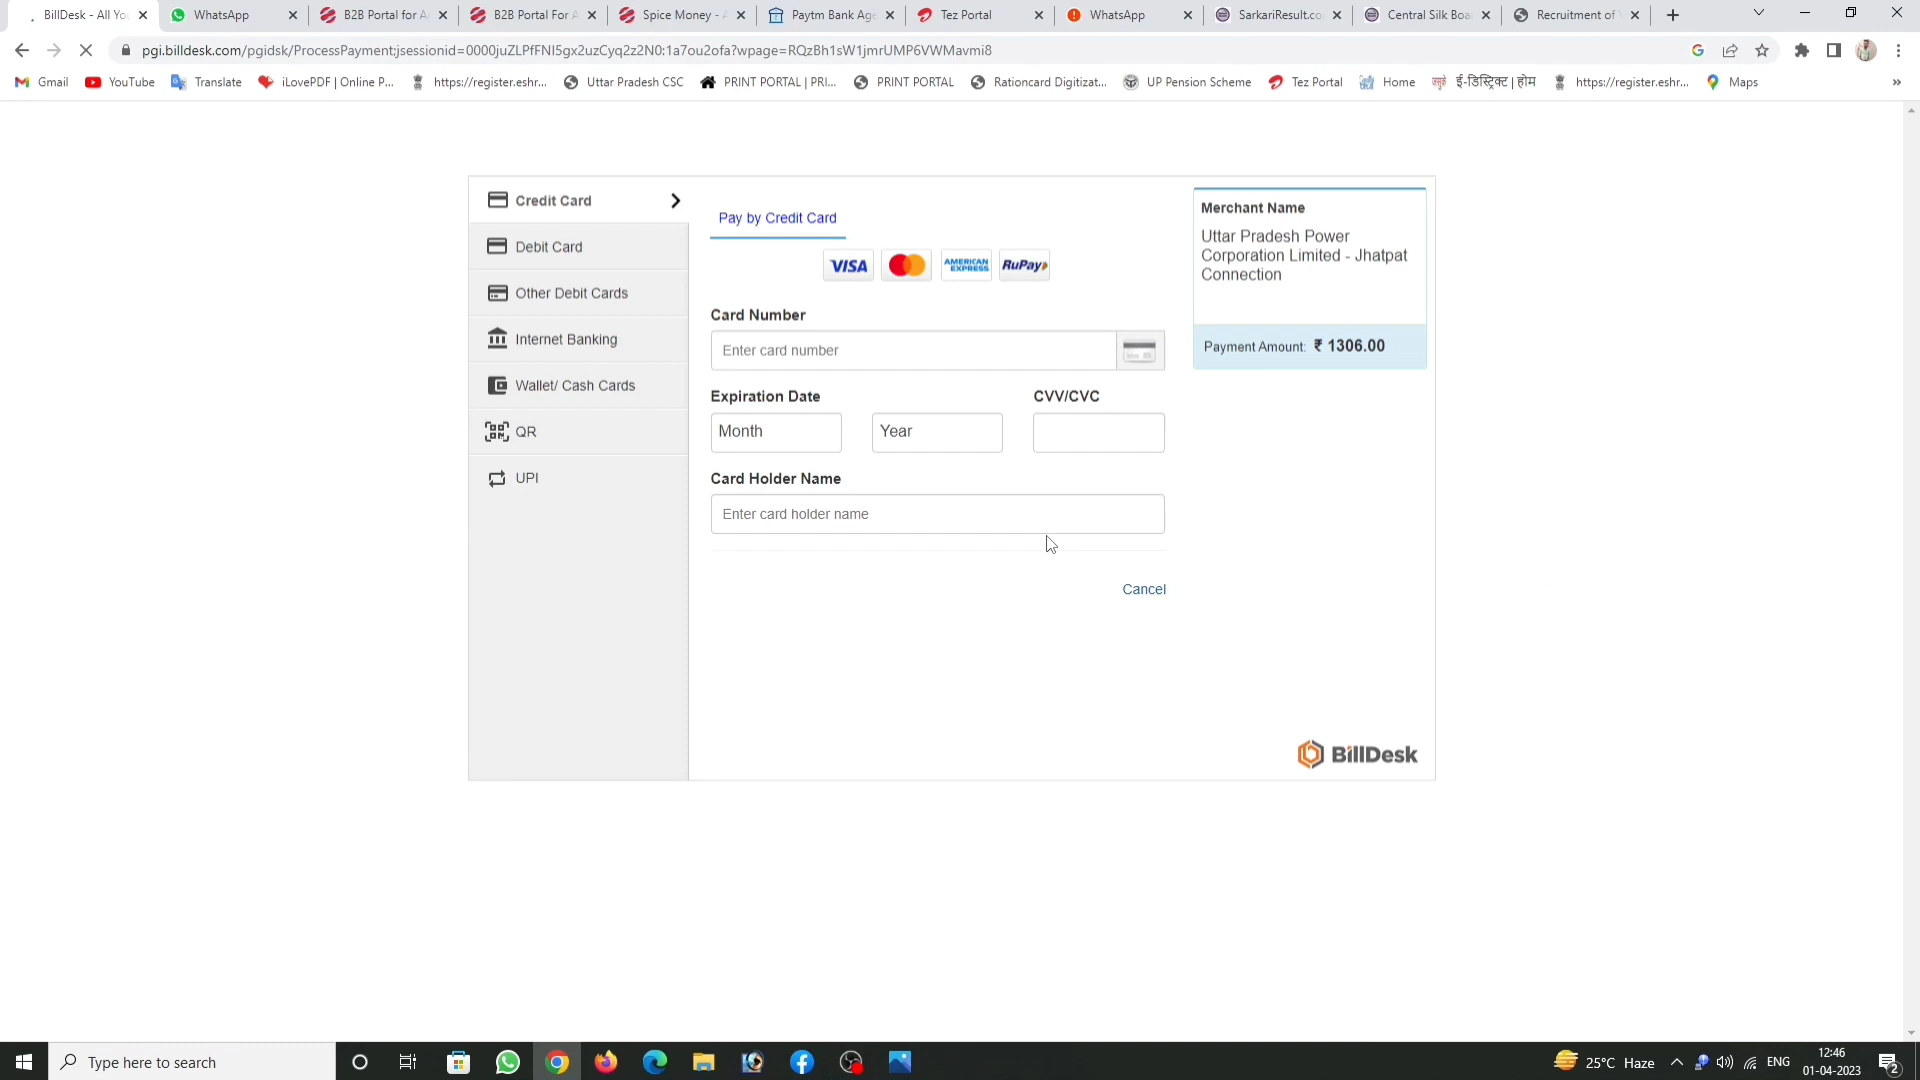 BillDesk - All Yo
WhatsApp
B2B Portal for A
B2B Portal For A
Spice Money - A
Paytm Bank Age
Tez Portal
WhatsApp
SarkariResult.co
Central Silk Boa
Recruitment of
pgi.billdesk.com/pgidsk/ProcessPayment;jsessionid=0000juZLPfFNI5gx2uzCyq2z2N0:1a7ou2ofa?wpage=RQzBh1sW1jmrUMP6VWMavmi8
Gmail
YouTube
Translate
iLovePDF | Online P...
https://register.eshr...
Uttar Pradesh CSC
PRINT PORTAL | PRI...
PRINT PORTAL
Rationcard Digitizat...
UP Pension Scheme
Tez Portal
Home
ई-डिस्ट्रिक्ट | होम
https://register.eshr...
Maps
»
Credit Card
Debit Card
Other Debit Cards
Internet Banking
Wallet/ Cash Cards
QR
UPI
Pay by Credit Card
VISA
AMERICAN EXPRESS
RuPay
Card Number
Enter card number
Expiration Date
CVV/CVC
Month
Year
Card Holder Name
Enter card holder name
Cancel
Merchant Name
Uttar Pradesh Power
Corporation Limited - Jhatpat
Connection
Payment Amount: ₹ 1306.00
BillDesk
Type here to search
25°C Haze
ENG
12:46
01-04-2023
2